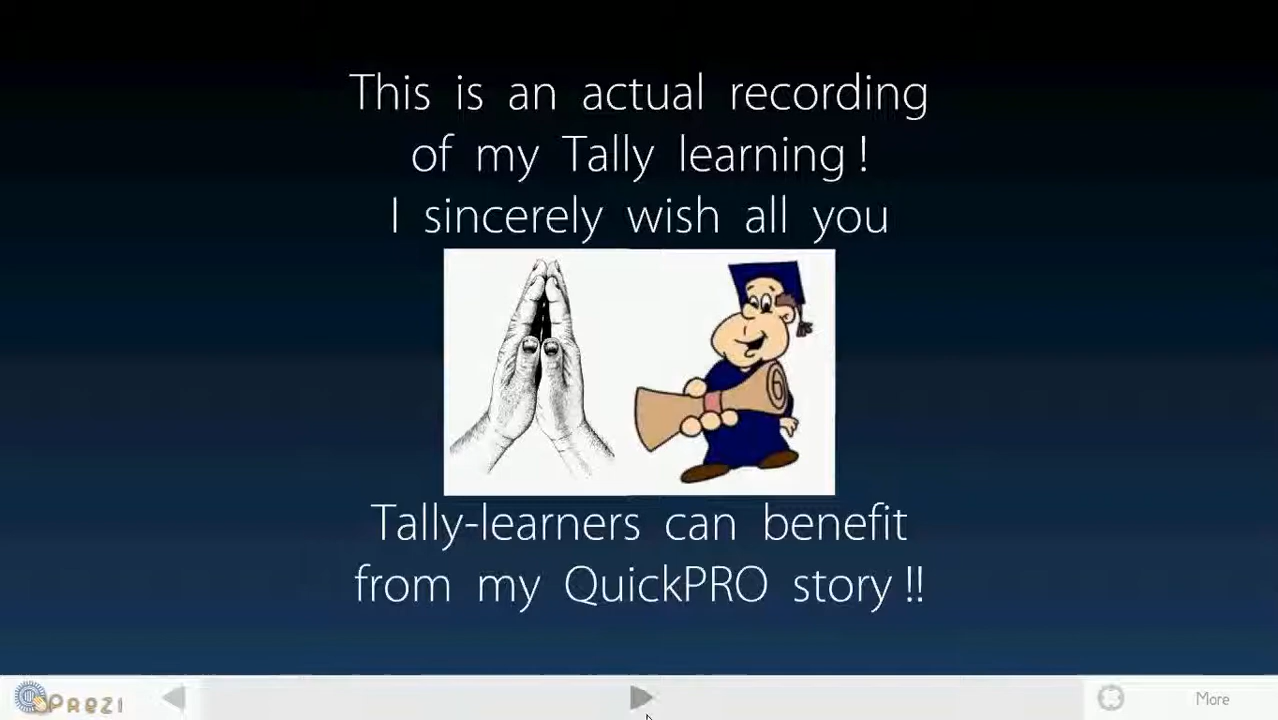 This is an actual recording
of my Tally learning !
I sincerely wish all you
Tally-learners can benefit
from my QuickPRO story !!
PREZI
More